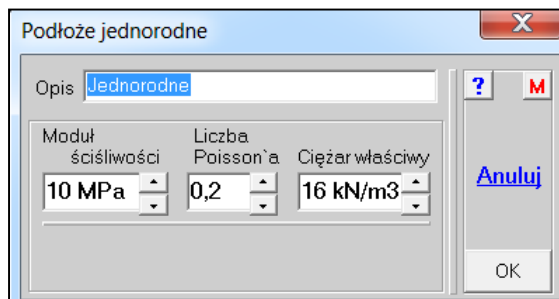 Podłoże jednorodne
X
Opis Jednorodne
? M
Moduł ściśliwości
Liczba Poisson`a
Ciężar właściwy
10 MPa 0,2 16 kN/m3
Anuluj
OK